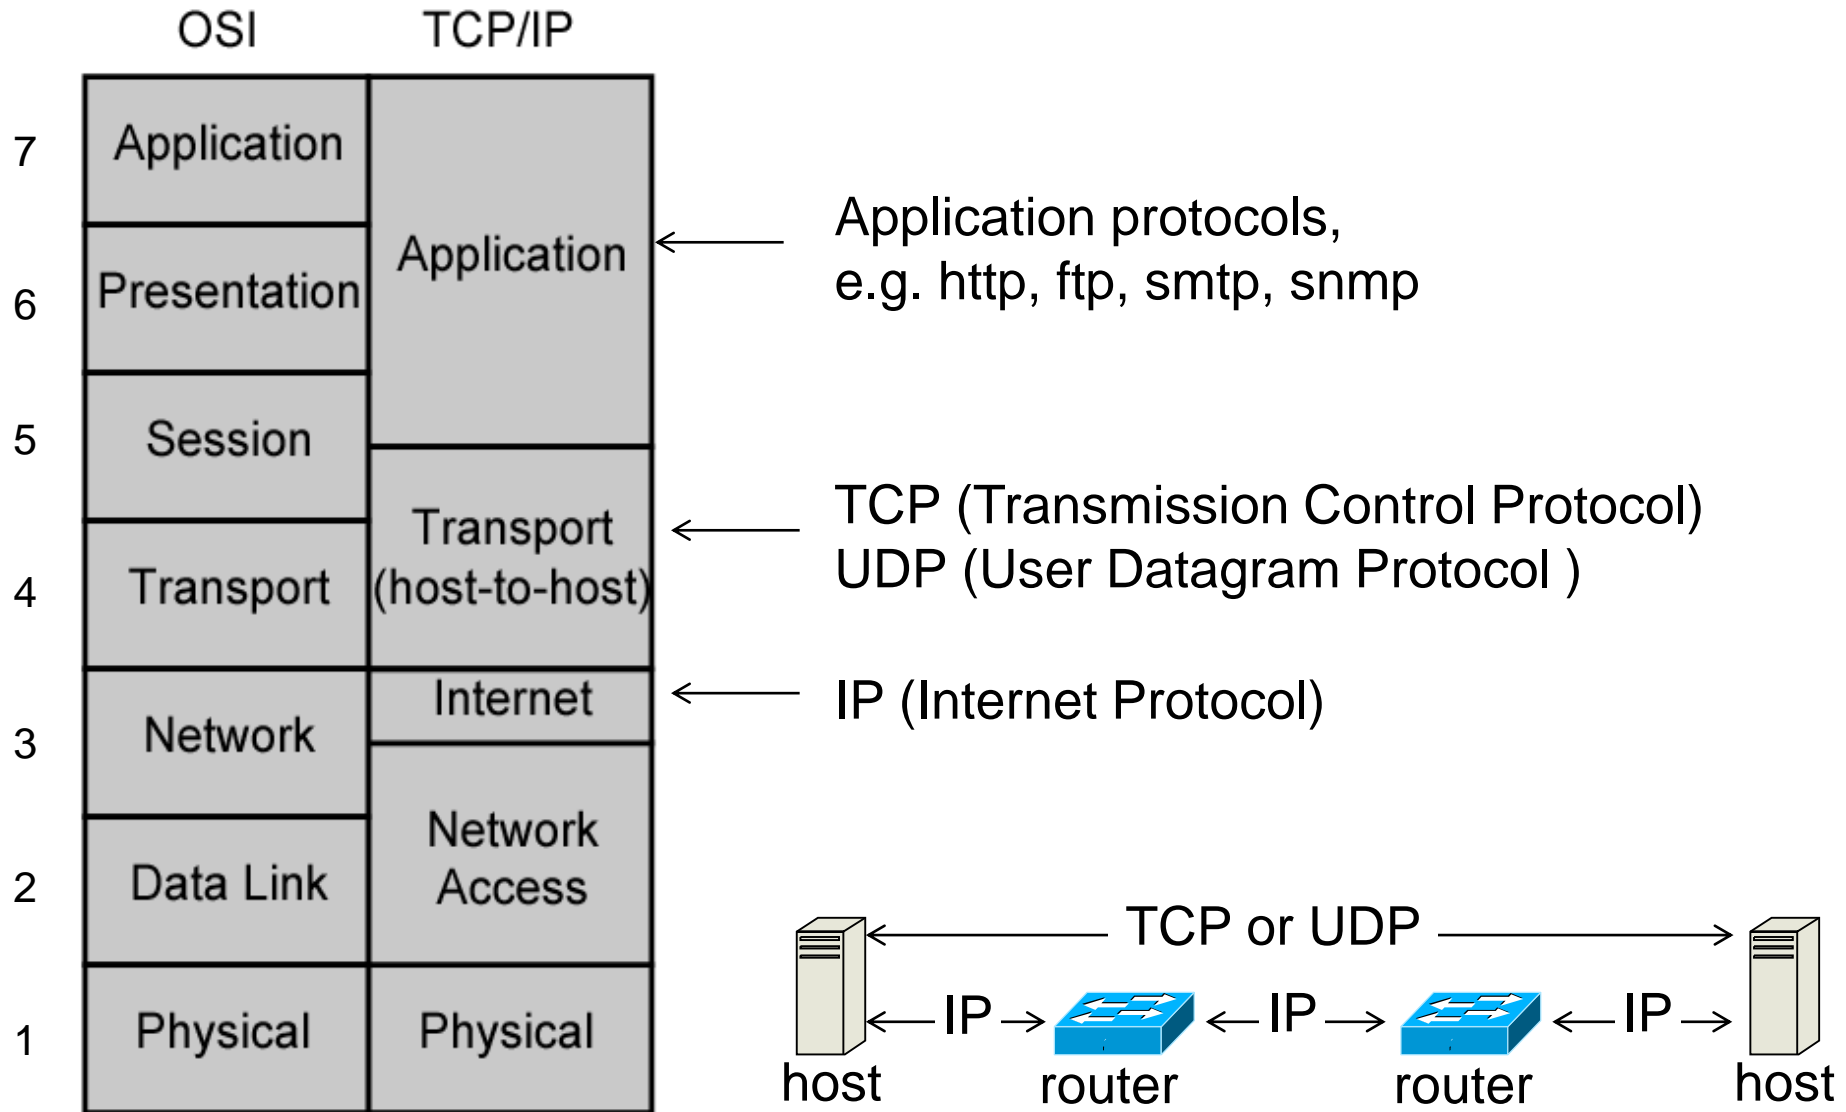 OSI
TCP/IP
7
Application
6
Presentation
5
Session
4
Transport
3
Network
2
Data Link
1
Physical
Application
Transport
(host-to-host)
Internet
Network
Access
Physical
Application protocols,
e.g. http, ftp, smtp, snmp
TCP (Transmission Control Protocol)
UDP (User Datagram Protocol )
IP (Internet Protocol)
TCP or UDP
IP
IP
IP
host
router
router
host